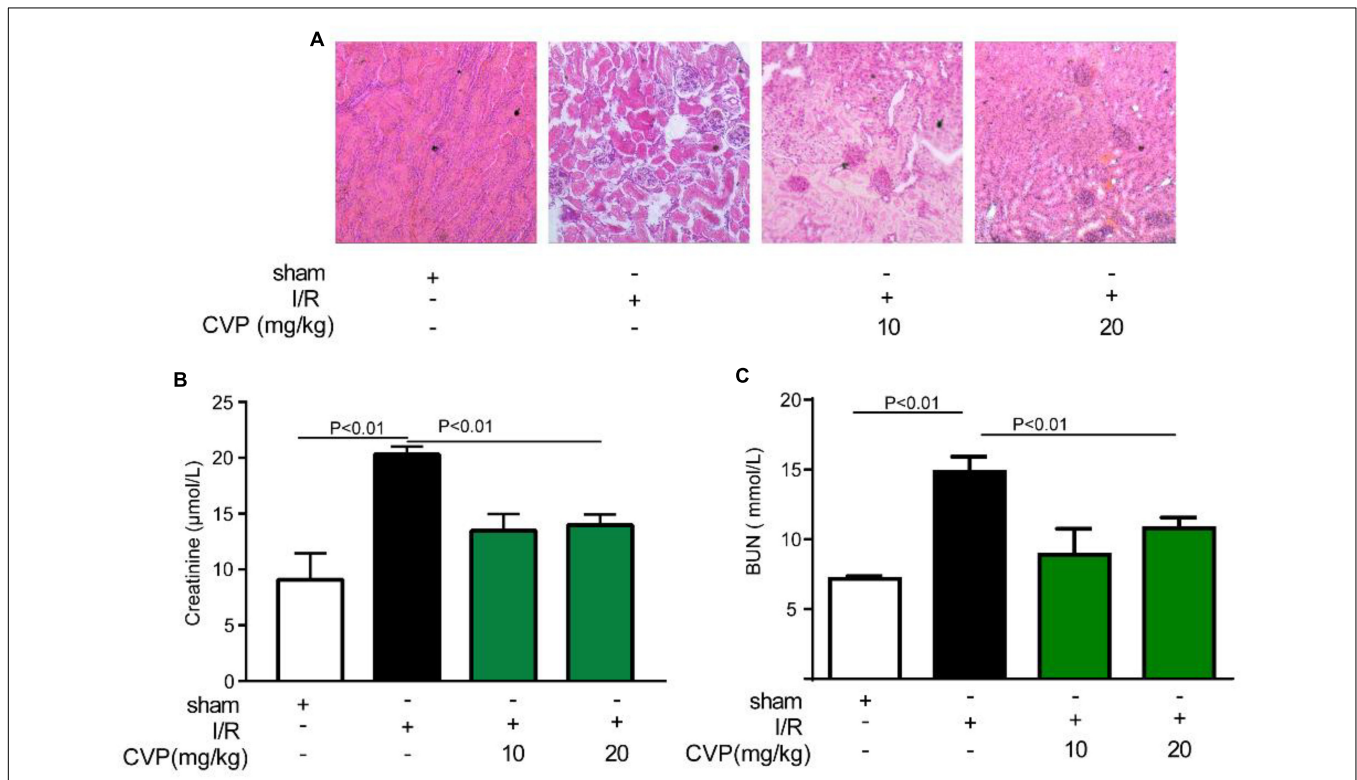 A
sham + - - -
I/R - + + +
CVP (mg/kg) - - 10 20
B
25
20
15
10
5
0
Creatinine (μmol/L)
P<0.01
P<0.01
sham + - - -
I/R - + + +
CVP(mg/kg) - - 10 20
C
20
15
10
5
BUN ( mmol/L)
P<0.01
P<0.01
sham + - - -
I/R - + + +
CVP(mg/kg) - - 10 20